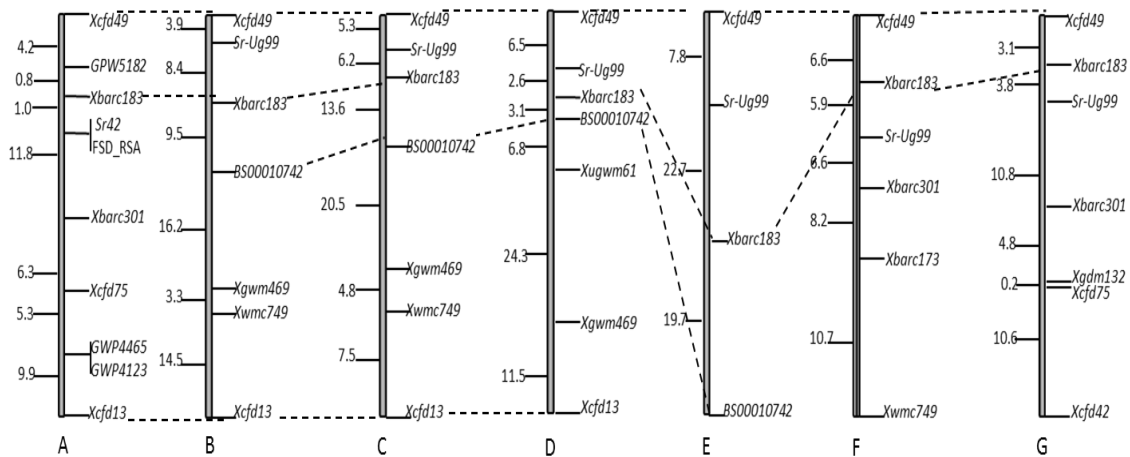 Xcfd49
4.2
GPW5182
0.8
Xbarc183
1.0
Sr42
FSD_RSA
11.8
Xbarc301
6.3
Xcfd75
5.3
GWP4465
GWP4123
9.9
Xcfd13
A
Xcfd49
3.9
Sr-Ug99
8.4
Xbarc183
9.5
BS00010742
16.2
Xgwm469
3.3
Xwmc749
14.5
Xcfd13
B
Xcfd49
5.3
Sr-Ug99
6.2
Xbarc183
13.6
BS00010742
20.5
Xgwm469
4.8
Xwmc749
7.5
Xcfd13
C
Xcfd49
6.5
Sr-Ug99
2.6
Xbarc183
3.1
BS00010742
6.8
Xugwm61
24.3
Xgwm469
11.5
Xcfd13
D
Xcfd49
7.8
Sr-Ug99
22.7
Xbarc183
19.7
BS00010742
E
Xcfd49
6.6
Xbarc183
5.9
Sr-Ug99
6.6
Xbarc301
8.2
Xbarc173
10.7
Xwmc749
F
Xcfd49
3.1
Xbarc183
3.8
Sr-Ug99
10.8
Xbarc301
4.8
Xgdm132
0.2
Xcfd75
10.6
Xcfd42
G